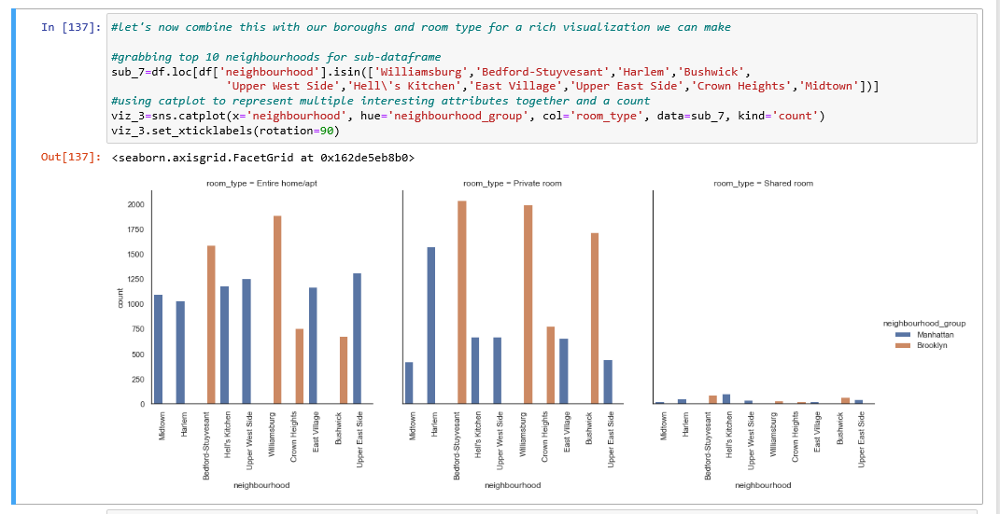 In [137]: #let's now combine this with our boroughs and room type for a rich visualization we can make
#grabbing top 10 neighbourhoods for sub-dataframe
sub_7=df.loc[df['neighbourhood'].isin(['Williamsburg','Bedford-Stuyvesant','Harlem','Bushwick',
'Upper West Side','Hell\'s Kitchen','East Village','Upper East Side','Crown Heights','Midtown'])]
#using catplot to represent multiple interesting attributes together and a count
viz_3=sns.catplot(x='neighbourhood', hue='neighbourhood_group', col='room_type', data=sub_7, kind='count')
viz_3.set_xticklabels(rotation=90)
Out[137]: <seaborn.axisgrid.FacetGrid at 0x162de5eb8b0>
room_type = Entire home/apt
room_type = Private room
room_type = Shared room
2000
1750
1500
1250
1000
750
500
250
0
count
Midtown
Harlem
Bedford-Stuyvesant
Hell's Kitchen
Upper West Side
Williamsburg
Crown Heights
East Village
Bushwick
Upper East Side
neighbourhood
Midtown
Harlem
Bedford-Stuyvesant
Hell's Kitchen
Upper West Side
Williamsburg
Crown Heights
East Village
Bushwick
Upper East Side
neighbourhood
Midtown
Harlem
Bedford-Stuyvesant
Hell's Kitchen
Upper West Side
Williamsburg
Crown Heights
East Village
Bushwick
Upper East Side
neighbourhood
neighbourhood_group
Manhattan
Brooklyn